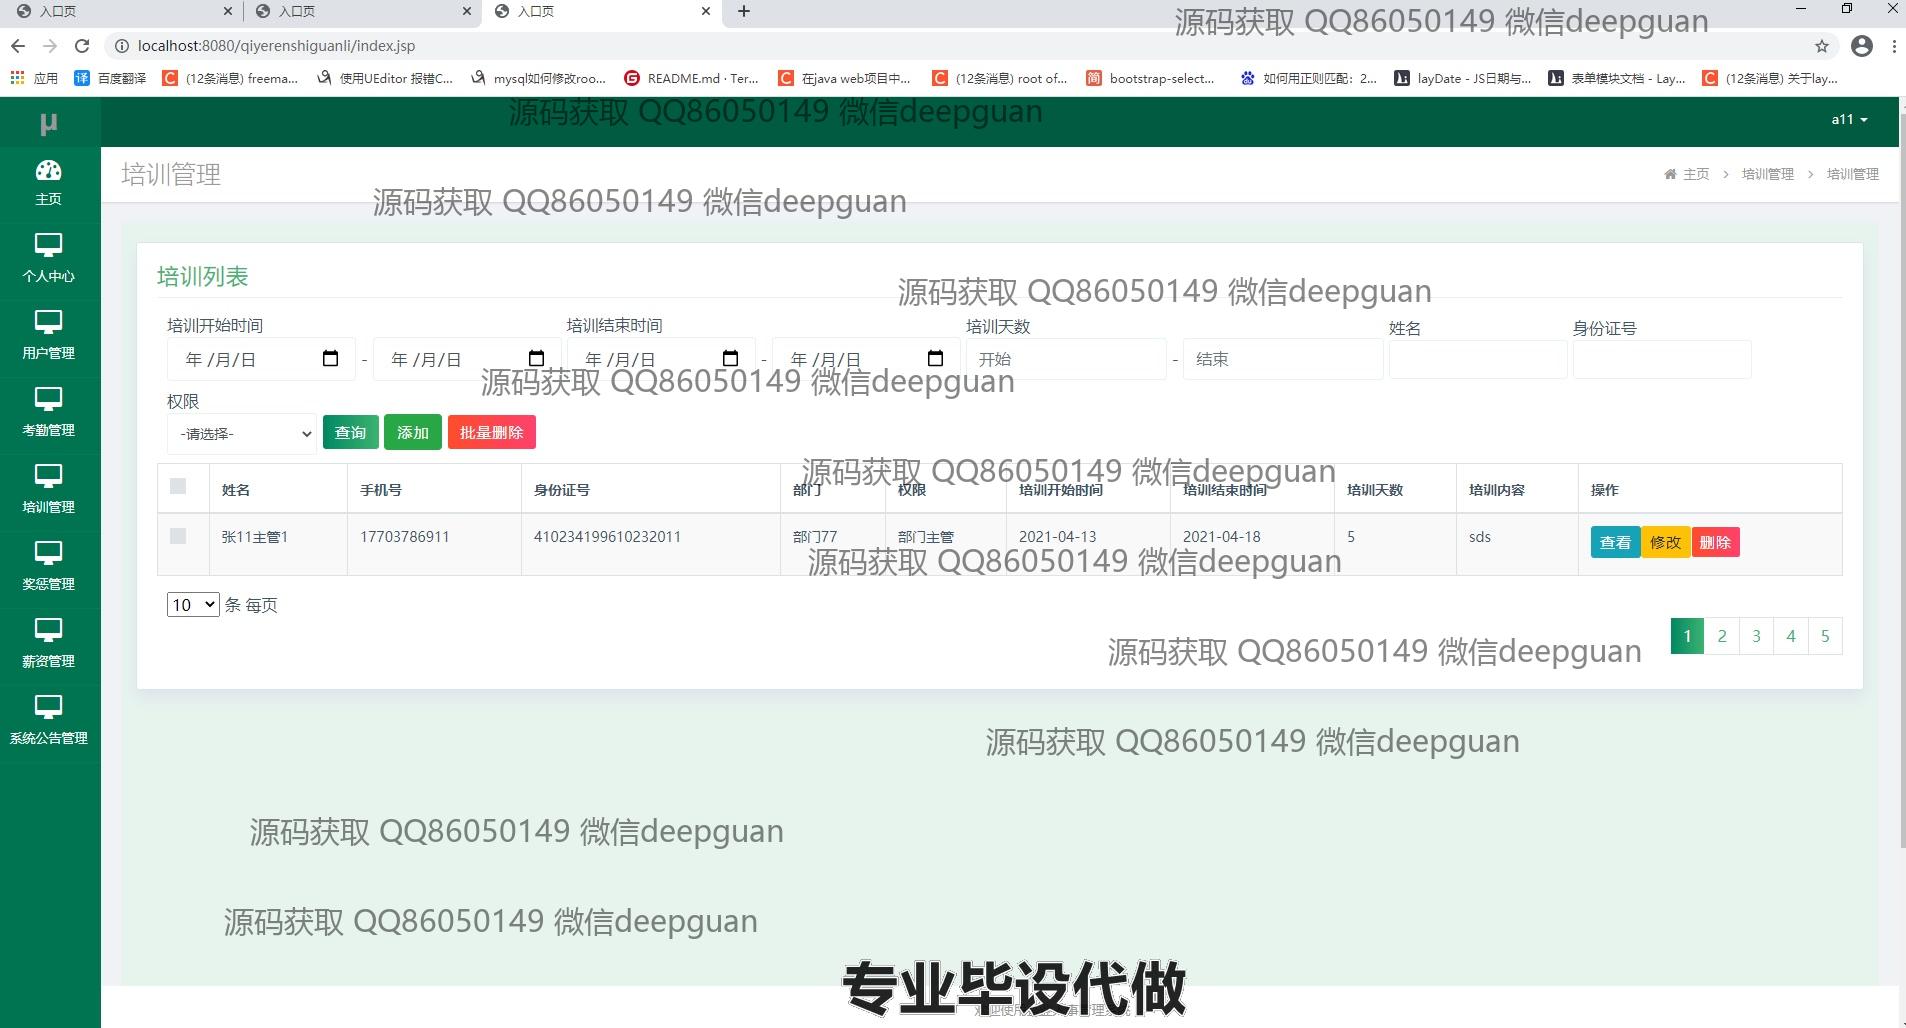 入口页
入口页
入口页
源码获取 QQ86050149 微信deepguan
localhost:8080/qiyerenshiguanli/index.jsp
应用 百度翻译 (12条消息) freema... 使用UEditor 报错C... mysql如何修改roo... README.md · Ter... 在java web项目中... (12条消息) root of... bootstrap-select... 如何用正则匹配：2... layDate - JS日期与... 表单模块文档 - Lay... (12条消息) 关于lay...
源码获取 QQ86050149 微信deepguan
μ
a11
主页
个人中心
用户管理
考勤管理
培训管理
奖惩管理
薪资管理
系统公告管理
培训管理
主页 > 培训管理 > 培训管理
源码获取 QQ86050149 微信deepguan
培训列表
源码获取 QQ86050149 微信deepguan
培训开始时间 培训结束时间 培训天数 姓名 身份证号
年 /月/日 - 年 /月/日 年 /月/日 - 年 /月/日 开始 - 结束
源码获取 QQ86050149 微信deepguan
权限
-请选择- 查询 添加 批量删除
源码获取 QQ86050149 微信deepguan
姓名 手机号 身份证号 部门 权限 培训开始时间 培训结束时间 培训天数 培训内容 操作
张11主管1 17703786911 410234199610232011 部门77 部门主管 2021-04-13 2021-04-18 5 sds 查看 修改 删除
源码获取 QQ86050149 微信deepguan
10 条 每页
1 2 3 4 5
源码获取 QQ86050149 微信deepguan
源码获取 QQ86050149 微信deepguan
源码获取 QQ86050149 微信deepguan
源码获取 QQ86050149 微信deepguan
专业毕设代做